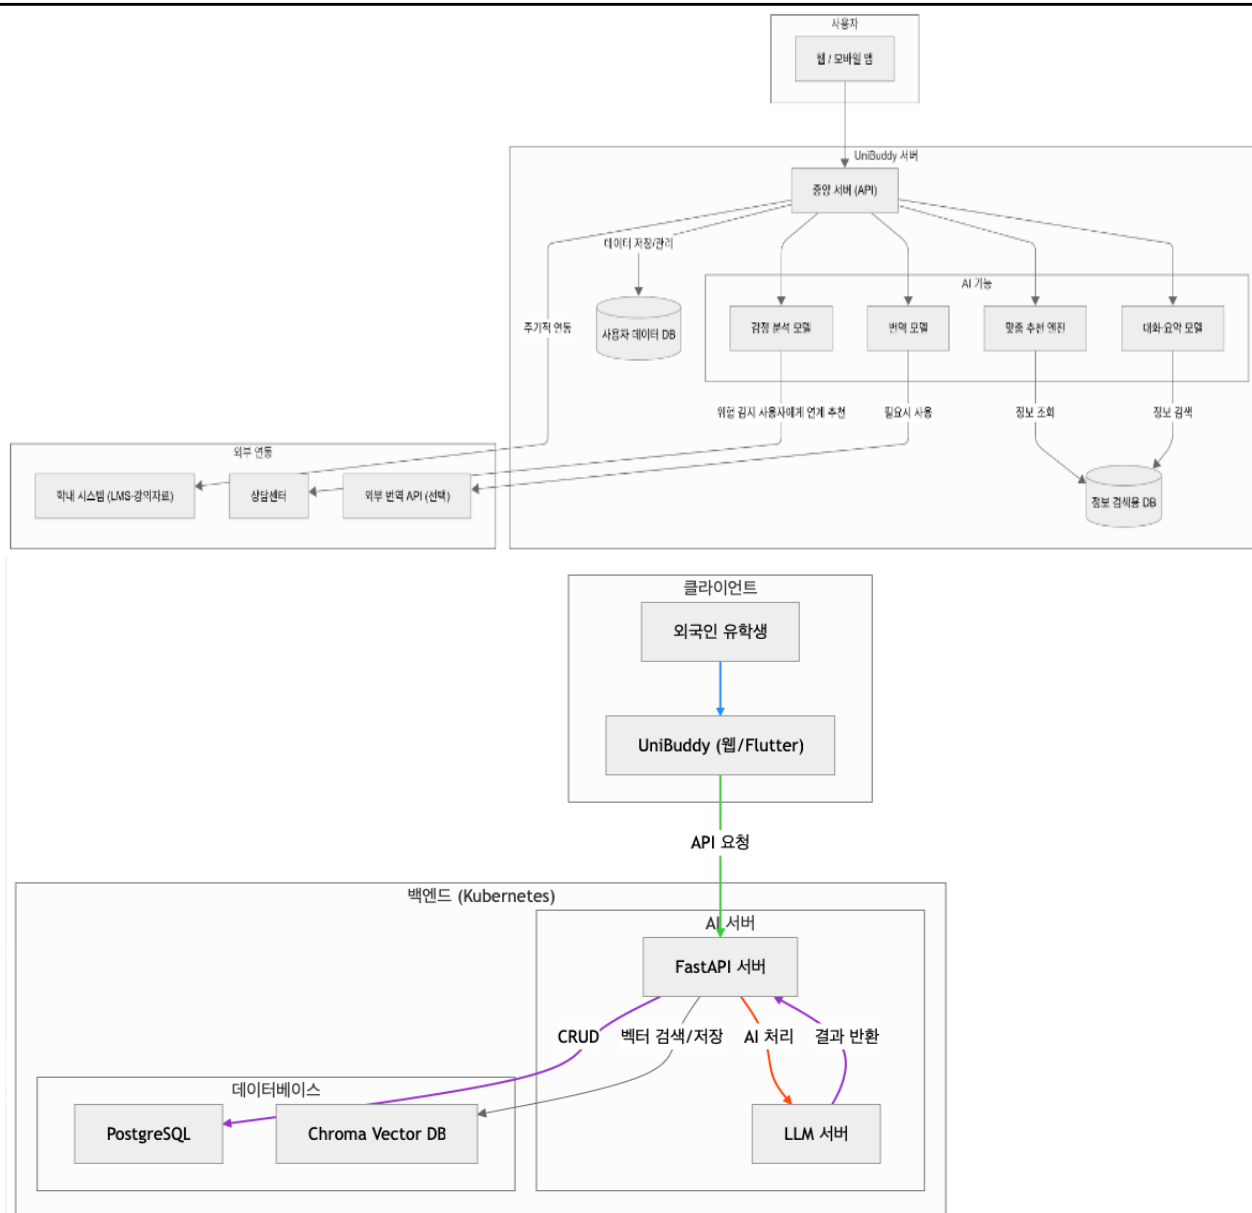 사용자
웹 / 모바일 앱
UniBuddy 서버
중앙 서버 (API)
데이터 저장/관리
AI 기능
주기적 연동
사용자 데이터 DB
감정 분석 모델
번역 모델
맞춤 추천 엔진
대화·요약 모델
위험 감지 사용자에게 연계 추천
필요시 사용
정보 조회
정보 검색
외부 연동
학내 시스템 (LMS·강의자료)
상담센터
외부 번역 API (선택)
정보 검색용 DB
클라이언트
외국인 유학생
UniBuddy (웹/Flutter)
API 요청
백엔드 (Kubernetes)
AI 서버
FastAPI 서버
CRUD
벡터 검색/저장
AI 처리
결과 반환
데이터베이스
PostgreSQL
Chroma Vector DB
LLM 서버